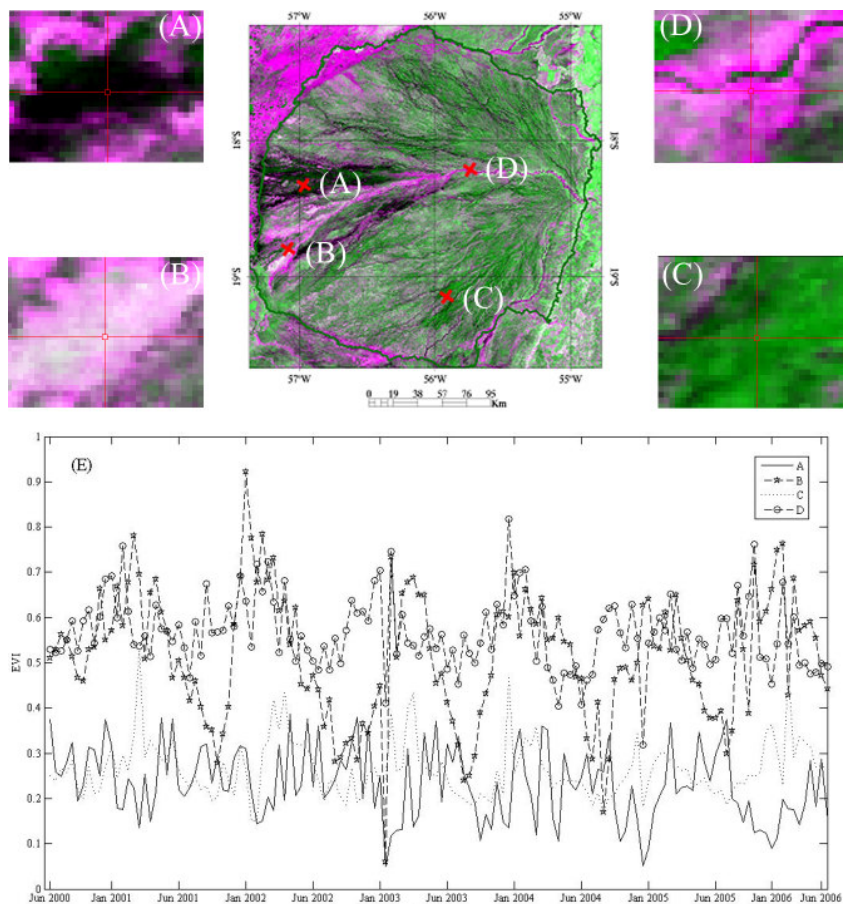 (A)
57°W
56°W
55°W
(D)
18°S
18°S
(D)
(A)
(B)
(B)
(C)
19°S
19°S
(C)
57°W
56°W
55°W
0 19 38 57 76 95
Km
(E)
EVI
1
0.9
0.8
0.7
0.6
0.5
0.4
0.3
0.2
0.1
0
A
B
C
D
Jun 2000
Jan 2001
Jun 2001
Jan 2002
Jun 2002
Jan 2003
Jun 2003
Jan 2004
Jun 2004
Jan 2005
Jun 2005
Jan 2006
Jun 2006